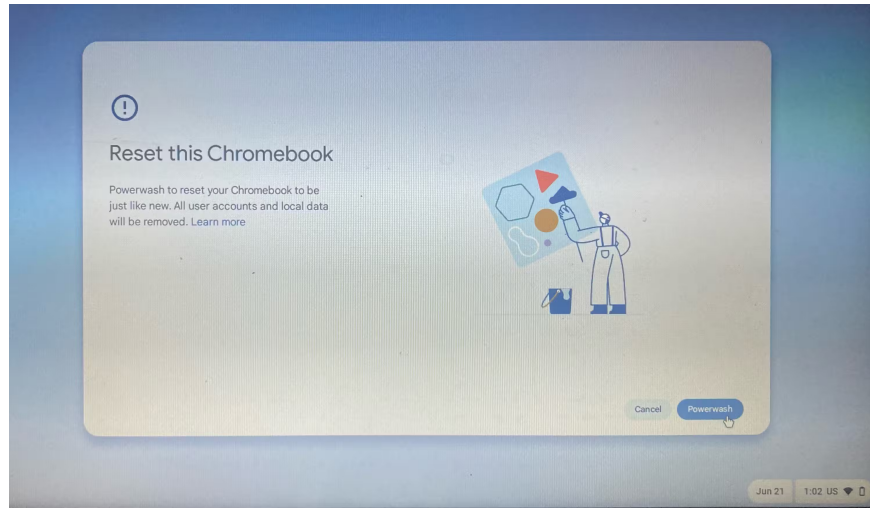 Reset this Chromebook
Powerwash to reset your Chromebook to be
just like new. All user accounts and local data
will be removed. Learn more
Cancel
Powerwash
Jun 21
1:02 US